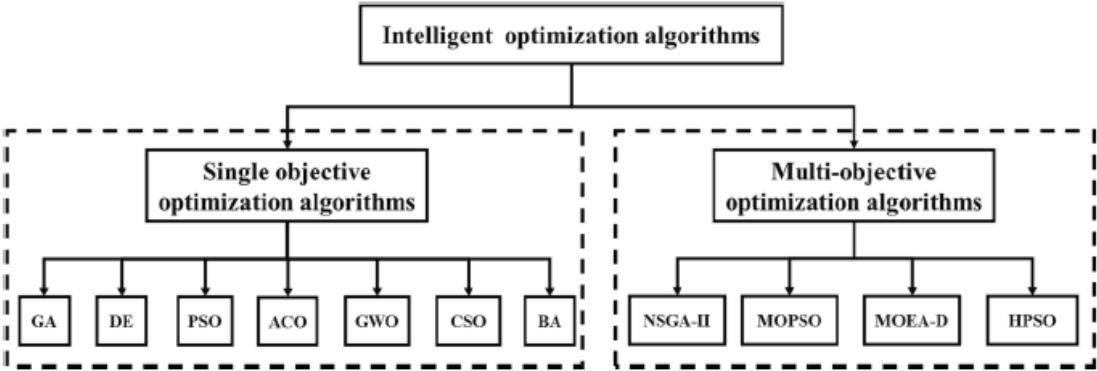 Intelligent optimization algorithms
Single objective
optimization algorithms
Multi-objective
optimization algorithms
GA
DE
PSO
ACO
GWO
CSO
BA
NSGA-II
MOPSO
MOEA-D
HPSO